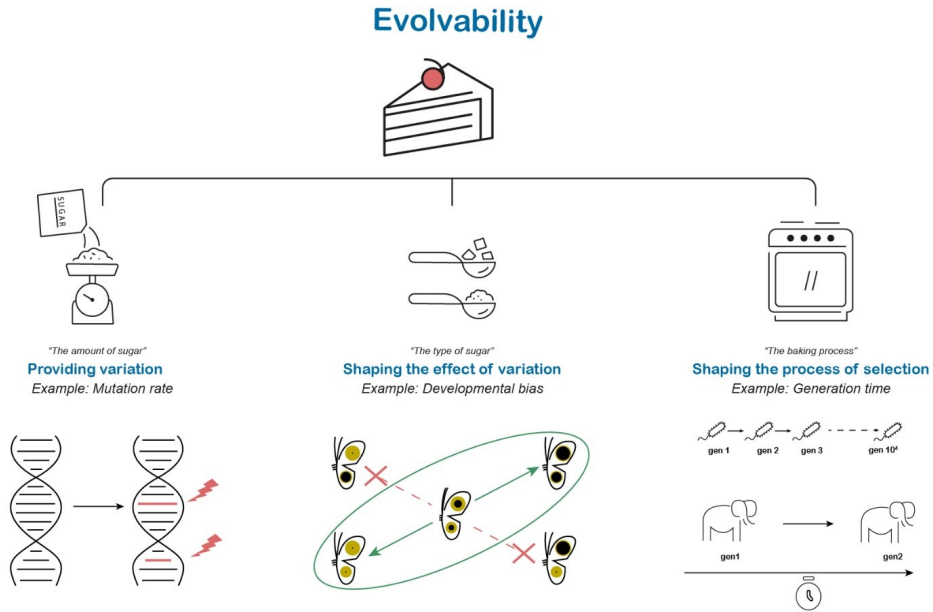 Evolvability
SUGAR
"The amount of sugar"
Providing variation
Example: Mutation rate
"The type of sugar"
Shaping the effect of variation
Example: Developmental bias
"The baking process"
Shaping the process of selection
Example: Generation time
gen 1 gen 2 gen 3 gen 10⁴
gen1 gen2